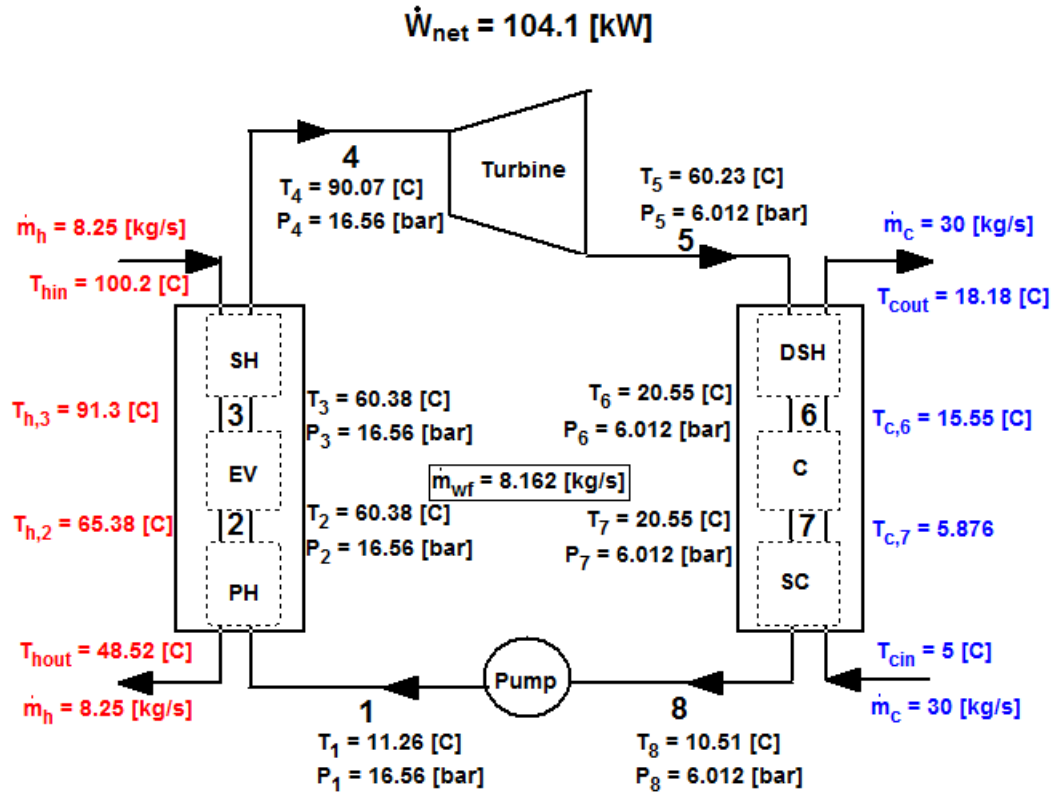 Ẇnet = 104.1 [kW]
4
Turbine
T4 = 90.07 [C]
P4 = 16.56 [bar]
T5 = 60.23 [C]
P5 = 6.012 [bar]
5
ṁh = 8.25 [kg/s]
Thin = 100.2 [C]
ṁc = 30 [kg/s]
Tcout = 18.18 [C]
SH
DSH
Th,3 = 91.3 [C]
3
T3 = 60.38 [C]
P3 = 16.56 [bar]
T6 = 20.55 [C]
P6 = 6.012 [bar]
6
Tc,6 = 15.55 [C]
EV
ṁwf = 8.162 [kg/s]
C
Th,2 = 65.38 [C]
2
T2 = 60.38 [C]
P2 = 16.56 [bar]
T7 = 20.55 [C]
P7 = 6.012 [bar]
7
Tc,7 = 5.876
PH
SC
Thout = 48.52 [C]
ṁh = 8.25 [kg/s]
Pump
Tcin = 5 [C]
ṁc = 30 [kg/s]
1
T1 = 11.26 [C]
P1 = 16.56 [bar]
8
T8 = 10.51 [C]
P8 = 6.012 [bar]